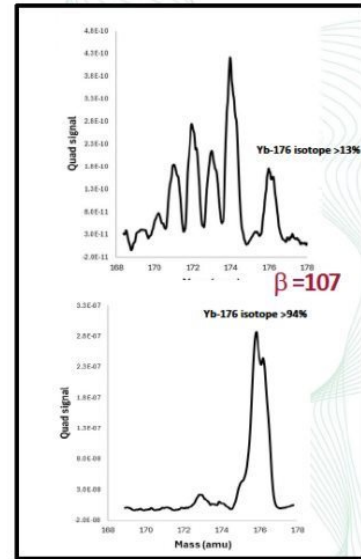 4.8E-10
4.3E-10
3.8E-10
3.3E-10
2.8E-10
2.3E-10
1.8E-10
1.3E-10
8.0E-11
3.0E-11
-2.0E-11
Quad signal
Yb-176 isotope >13%
168 170 172 174 176 178
β =107
Yb-176 isotope >94%
3.3E-07
2.8E-07
2.3E-07
1.8E-07
1.3E-07
8.0E-08
3.0E-08
-2.0E-08
Quad signal
168 170 172 174 176 178
Mass (amu)